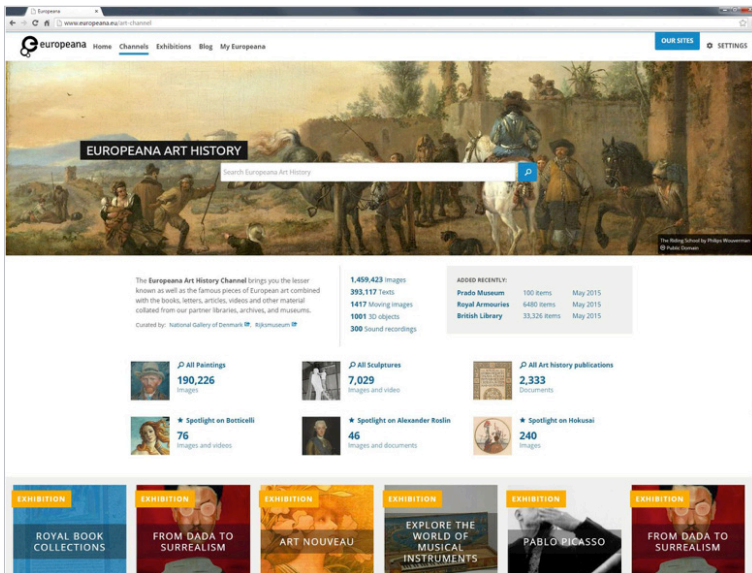 Europeana
www.europeana.eu/art-channel
europeana Home Channels Exhibitions Blog My Europeana
OUR SITES
SETTINGS
EUROPEANA ART HISTORY
Search Europeana Art History
The Riding School by Philips Wouwerman
Public Domain
The Europeana Art History Channel brings you the lesser
known as well as the famous pieces of European art combined
with the books, letters, articles, videos and other material
collated from our partner libraries, archives, and museums.
Curated by: National Gallery of Denmark, Rijksmuseum
1,459,423 Images
393,117 Texts
1417 Moving images
1001 3D objects
300 Sound recordings
ADDED RECENTLY:
Prado Museum 100 items May 2015
Royal Armouries 6480 items May 2015
British Library 33,326 items May 2015
All Paintings
190,226
Images
All Sculptures
7,029
Images and video
All Art history publications
2,333
Documents
Spotlight on Botticelli
76
Images and videos
Spotlight on Alexander Roslin
46
Images and documents
Spotlight on Hokusai
240
Images
EXHIBITION
ROYAL BOOK
COLLECTIONS
EXHIBITION
FROM DADA TO
SURREALISM
EXHIBITION
ART NOUVEAU
EXHIBITION
EXPLORE THE
WORLD OF
MUSICAL
INSTRUMENTS
EXHIBITION
PABLO PICASSO
EXHIBITION
FROM DADA TO
SURREALISM